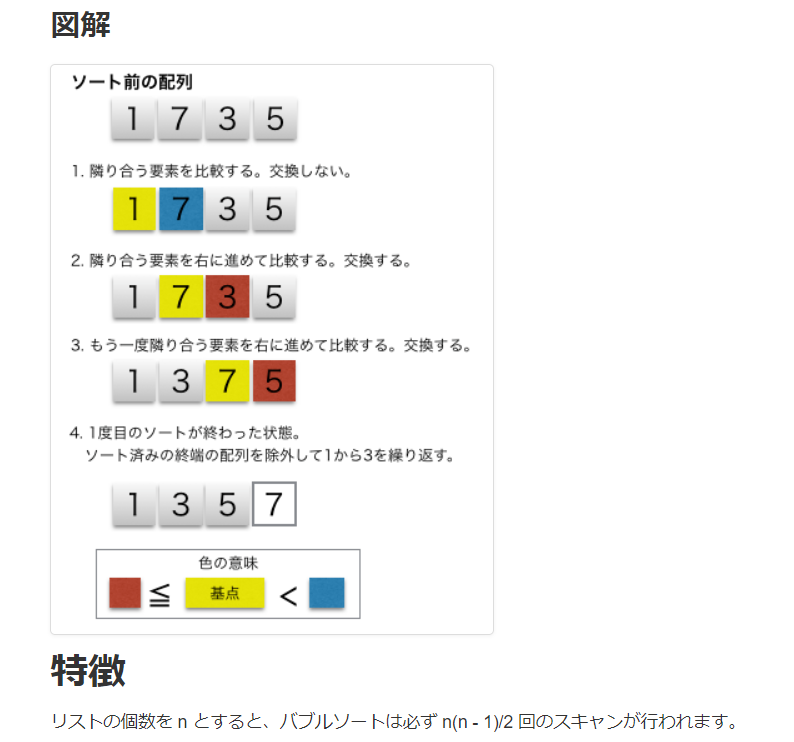 図解
ソート前の配列
1 7 3 5
1. 隣り合う要素を比較する。交換しない。
1 7 3 5
2. 隣り合う要素を右に進めて比較する。交換する。
1 7 3 5
3. もう一度隣り合う要素を右に進めて比較する。交換する。
1 3 7 5
4. 1度目のソートが終わった状態。
ソート済みの終端の配列を除外して1から3を繰り返す。
1 3 5 7
色の意味
≦ 基点 <
特徴
リストの個数を n とすると、バブルソートは必ず n(n - 1)/2 回のスキャンが行われます。